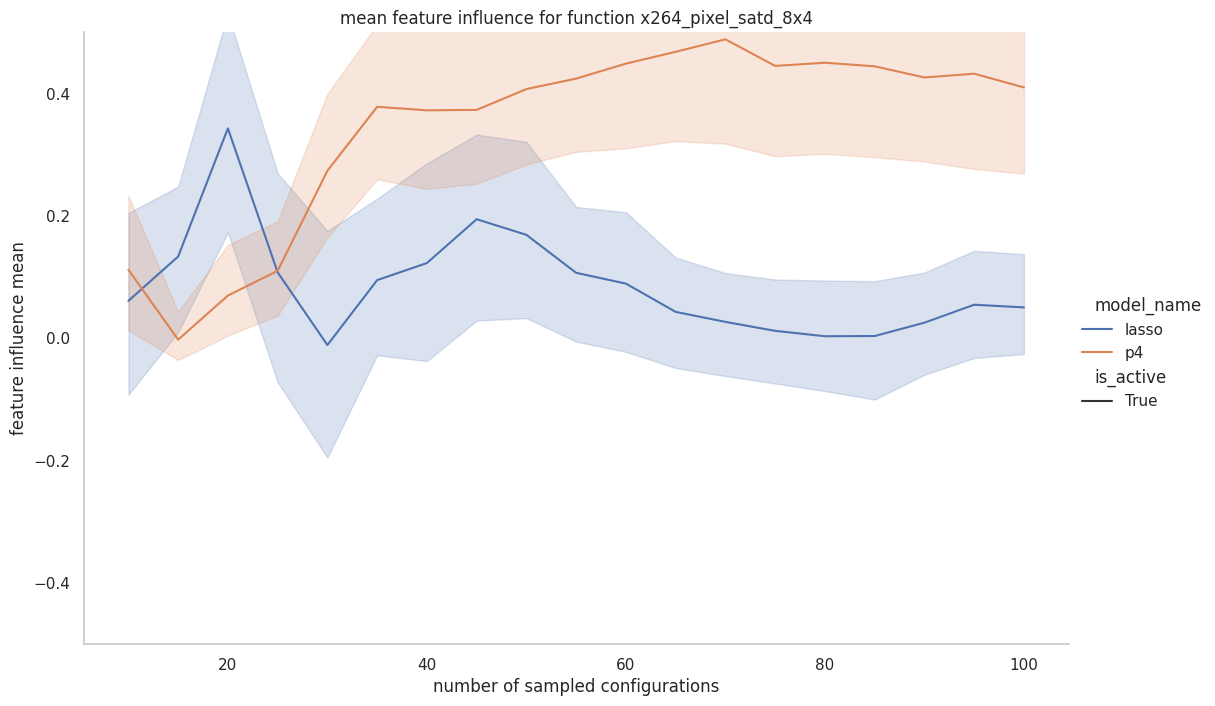 mean feature influence for function x264_pixel_satd_8x4
0.4
0.2
0.0
−0.2
−0.4
feature influence mean
20
40
60
80
100
number of sampled configurations
model_name
lasso
p4
is_active
True